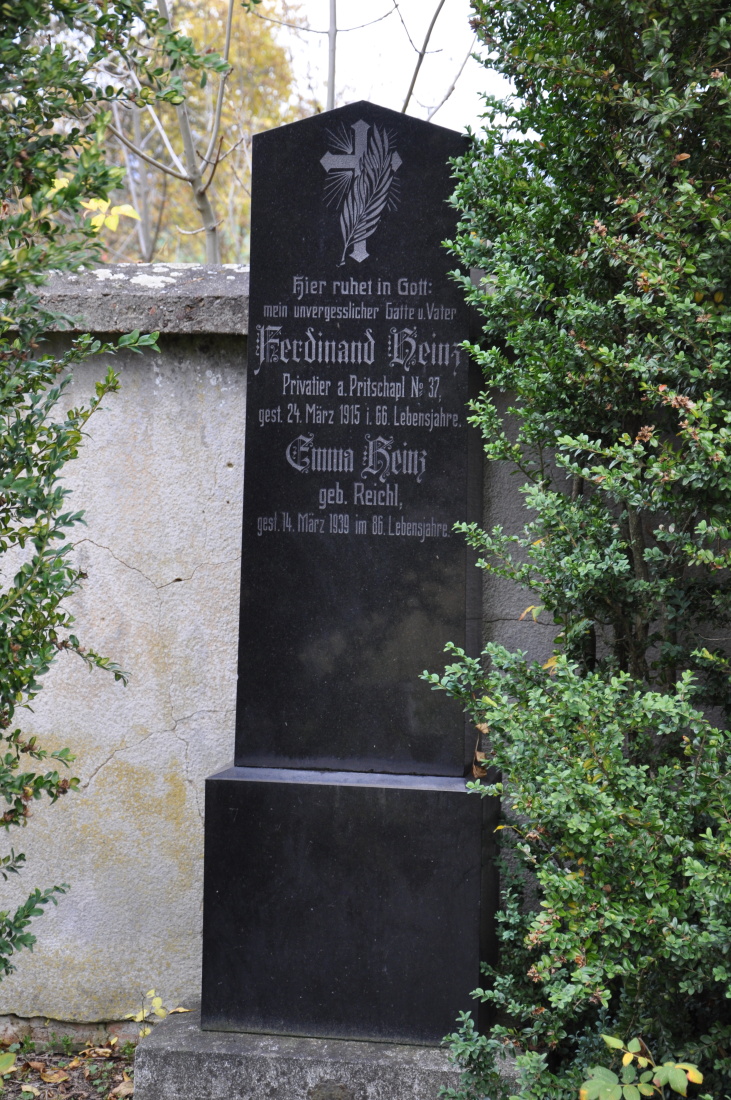 Hier ruhet in Gott:
mein unvergesslicher Gatte u. Vater
Ferdinand Heinz
Privatier a. Pritschapl No 37,
gest. 24. März 1915 i. 66. Lebensjahre.
Emma Heinz
geb. Reichl,
gest. 14. März 1939 im 86. Lebensjahre.